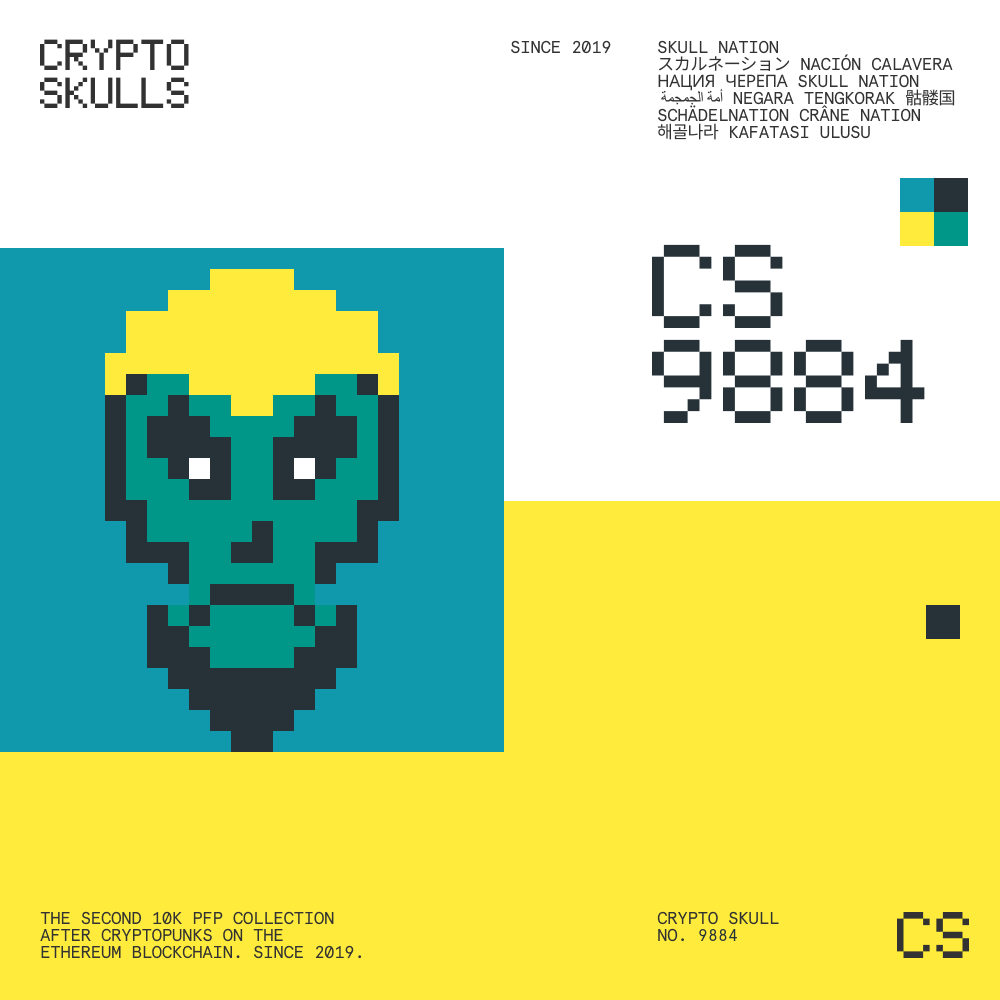 CRYPTO
SKULLS
SINCE 2019
SKULL NATION
スカルネーション NACIÓN CALAVERA
НАЦИЯ ЧЕРЕПА SKULL NATION
أمة الجمجمة NEGARA TENGKORAK 骷髅国
SCHÄDELNATION CRÂNE NATION
해골나라 KAFATASI ULUSU
CS
9884
THE SECOND 10K PFP COLLECTION
AFTER CRYPTOPUNKS ON THE
ETHEREUM BLOCKCHAIN. SINCE 2019.
CRYPTO SKULL
NO. 9884
CS